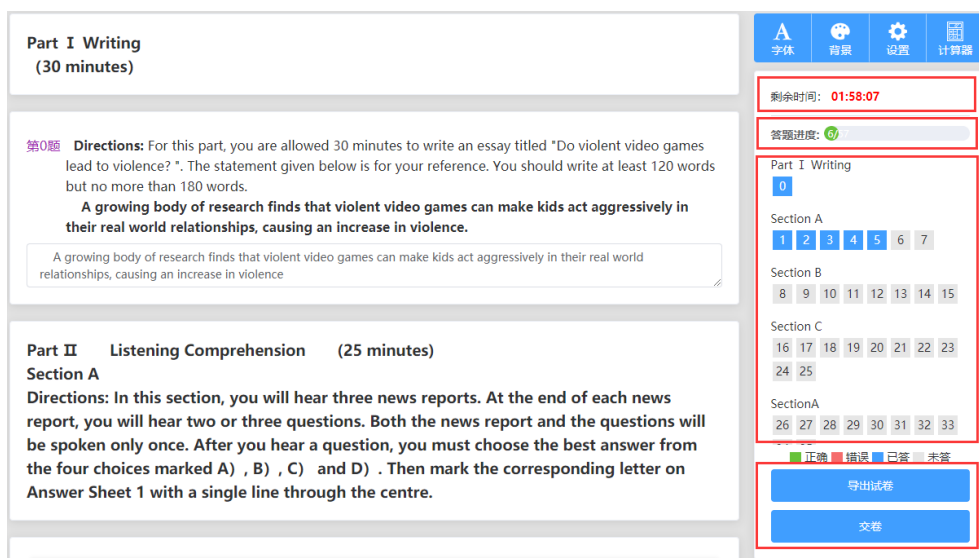 Part Ⅰ Writing
(30 minutes)
第0题 Directions: For this part, you are allowed 30 minutes to write an essay titled "Do violent video games
lead to violence? ". The statement given below is for your reference. You should write at least 120 words
but no more than 180 words.
A growing body of research finds that violent video games can make kids act aggressively in
their real world relationships, causing an increase in violence.
A growing body of research finds that violent video games can make kids act aggressively in their real world
relationships, causing an increase in violence
Part Ⅱ Listening Comprehension (25 minutes)
Section A
Directions: In this section, you will hear three news reports. At the end of each news
report, you will hear two or three questions. Both the news report and the questions will
be spoken only once. After you hear a question, you must choose the best answer from
the four choices marked A）, B）, C） and D）. Then mark the corresponding letter on
Answer Sheet 1 with a single line through the centre.
A
字体 背景 设置 计算器
剩余时间： 01:58:07
答题进度: 6/
Part Ⅰ Writing
0
Section A
1 2 3 4 5 6 7
Section B
8 9 10 11 12 13 14 15
Section C
16 17 18 19 20 21 22 23
24 25
SectionA
26 27 28 29 30 31 32 33
正确 错误 已答 未答
导出试卷
交卷